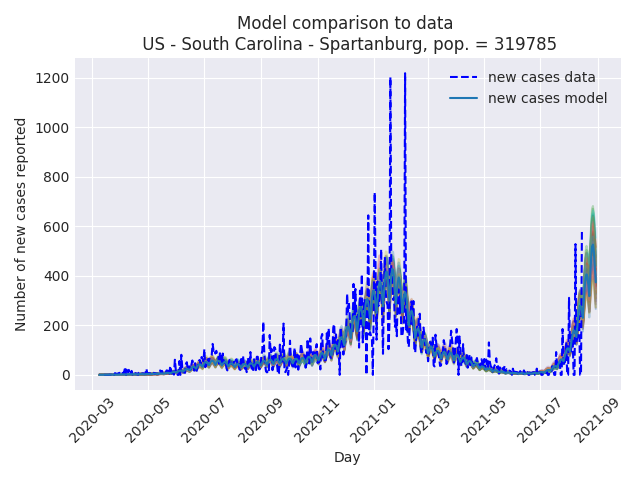 Model comparison to data
US - South Carolina - Spartanburg, pop. = 319785
new cases data
new cases model
Number of new cases reported
1200
1000
800
600
400
200
0
2020-03
2020-05
2020-07
2020-09
2020-11
2021-01
2021-03
2021-05
2021-07
2021-09
Day